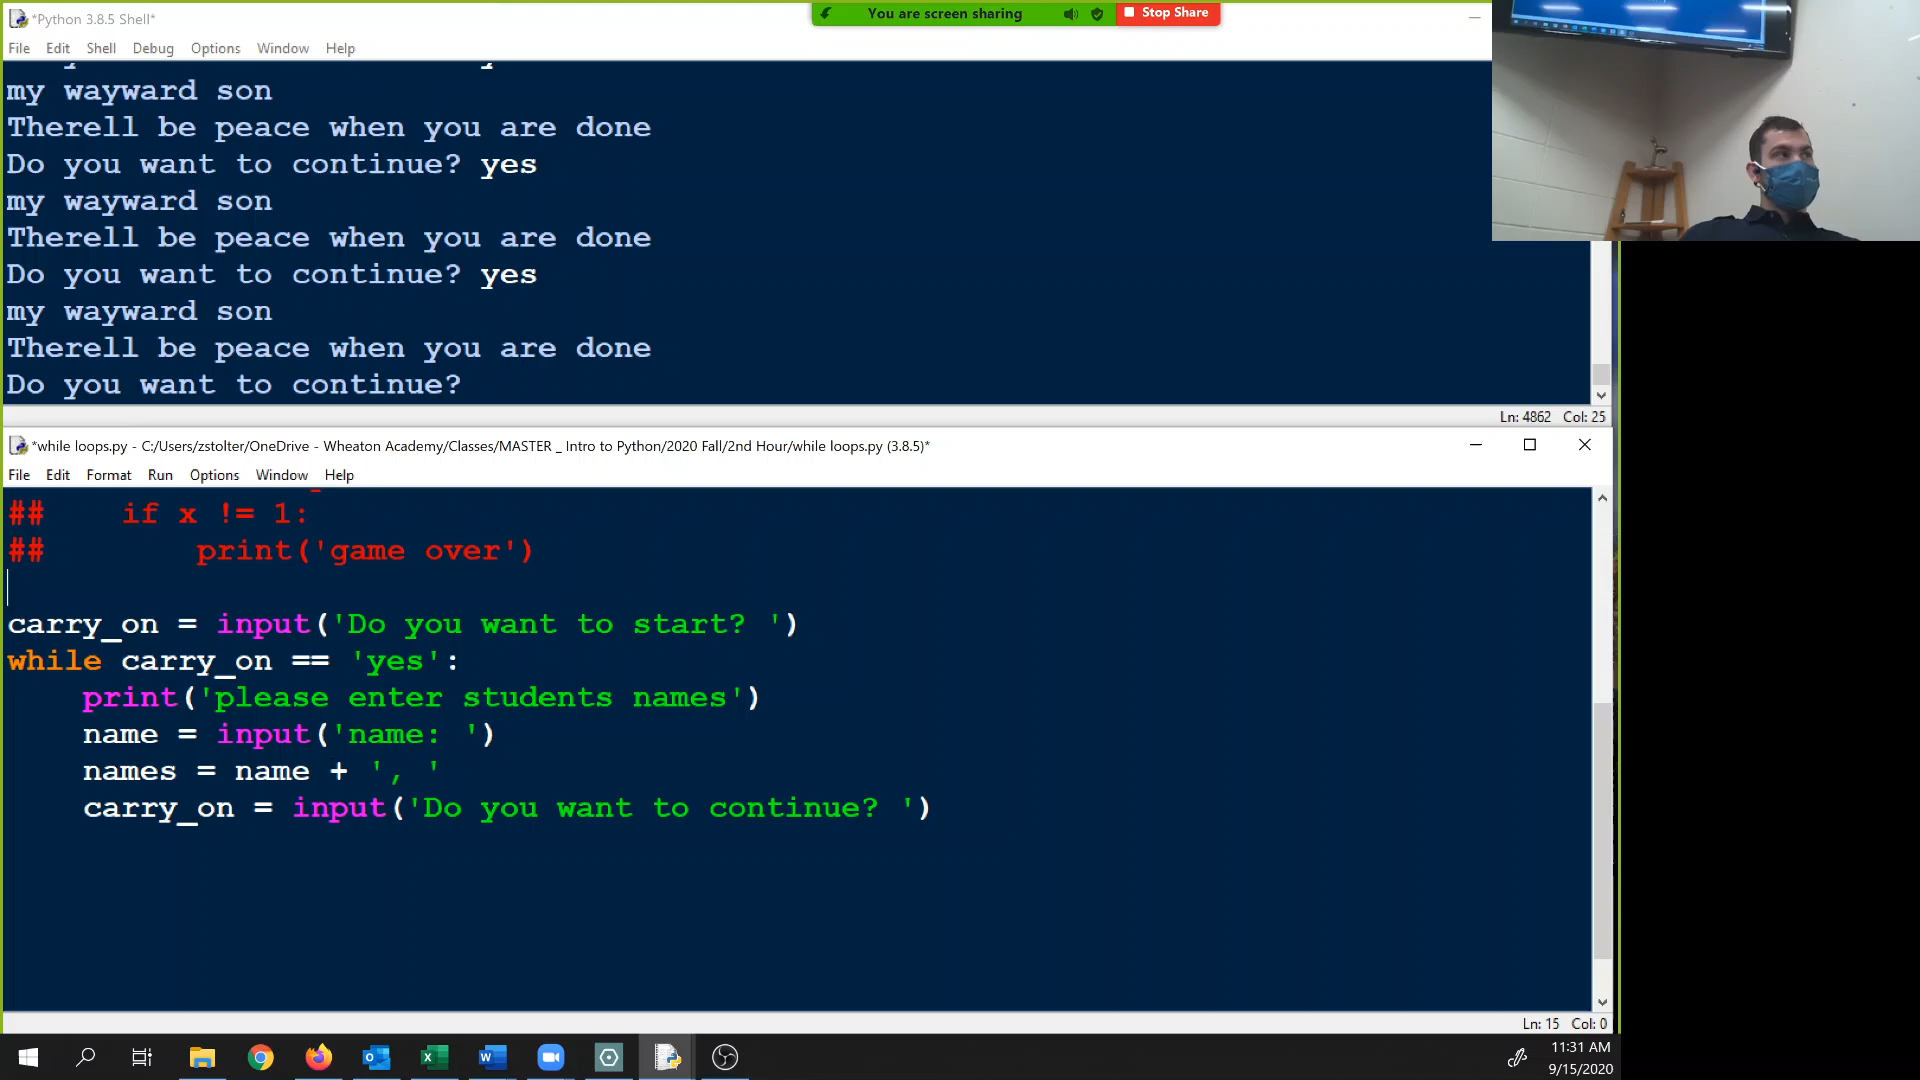 *Python 3.8.5 Shell*
You are screen sharing
Stop Share
File Edit Shell Debug Options Window Help
my wayward son
Therell be peace when you are done
Do you want to continue? yes
my wayward son
Therell be peace when you are done
Do you want to continue? yes
my wayward son
Therell be peace when you are done
Do you want to continue?
Ln: 4862 Col: 25
*while loops.py - C:/Users/zstolter/OneDrive - Wheaton Academy/Classes/MASTER _ Intro to Python/2020 Fall/2nd Hour/while loops.py (3.8.5)*
File Edit Format Run Options Window Help
##    if x != 1:
##        print('game over')
carry_on = input('Do you want to start? ')
while carry_on == 'yes':
    print('please enter students names')
    name = input('name: ')
    names = name + ', '
    carry_on = input('Do you want to continue? ')
Ln: 15 Col: 0
11:31 AM
9/15/2020